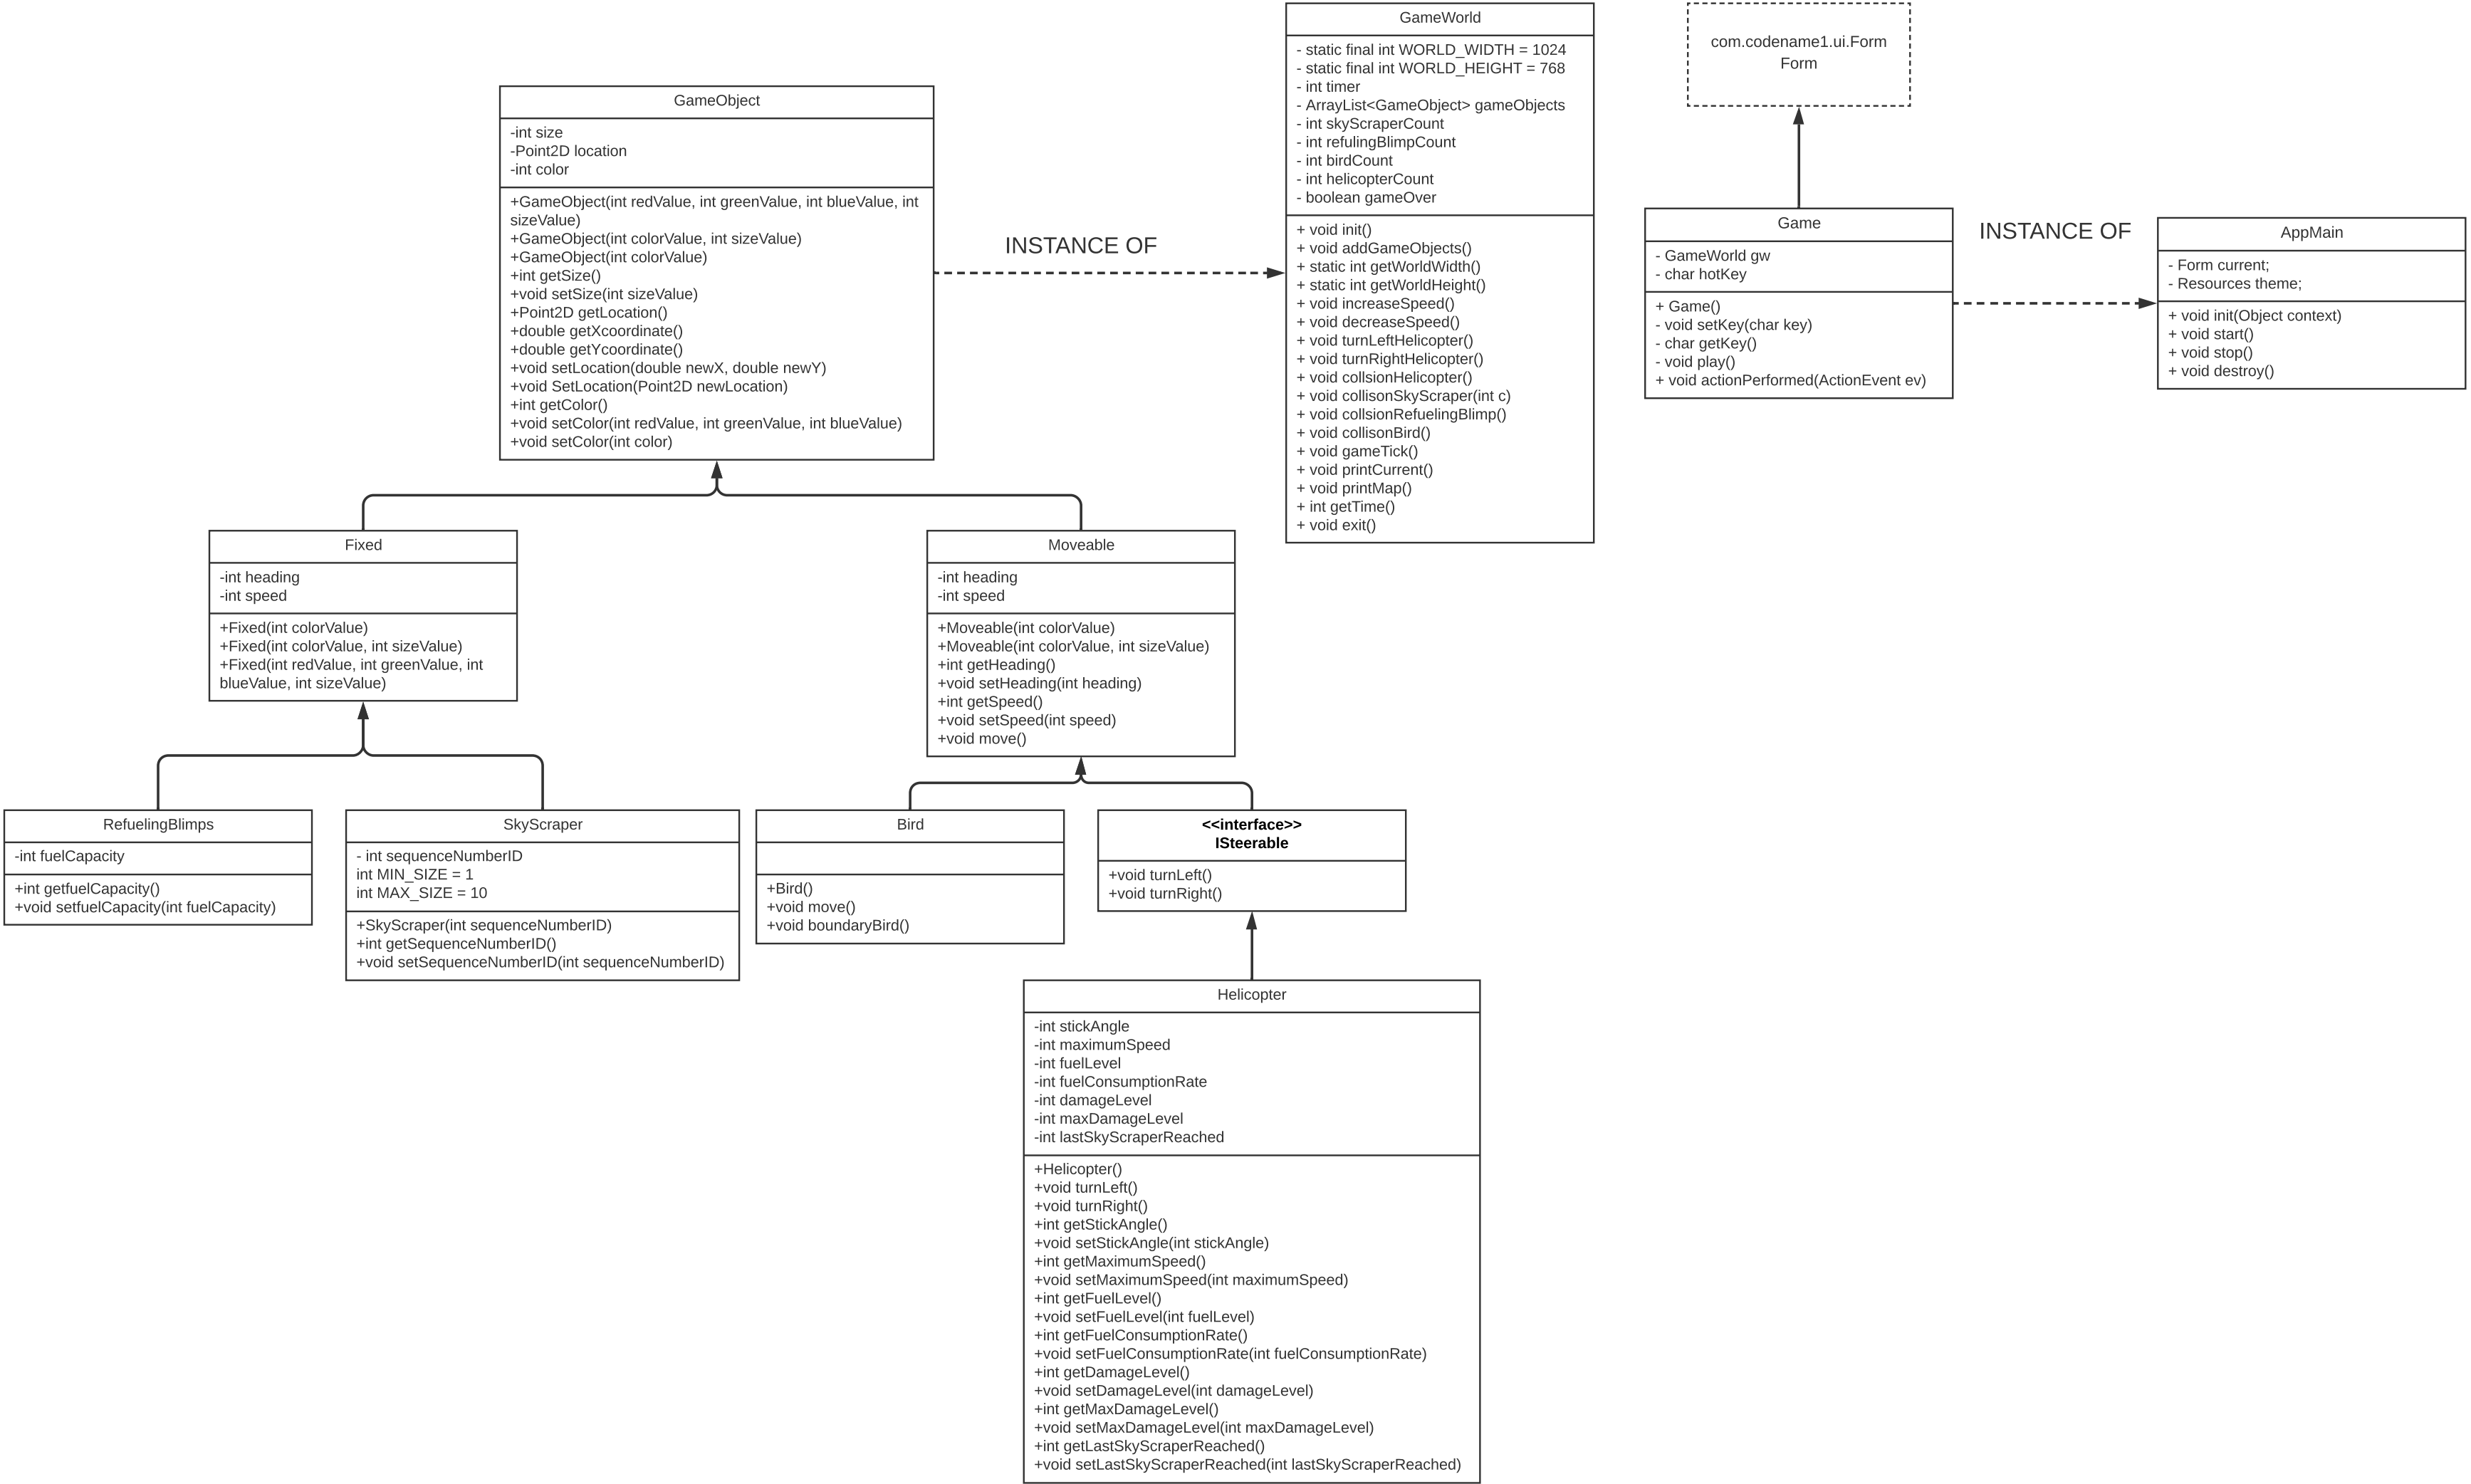 GameWorld
- static final int WORLD_WIDTH = 1024
- static final int WORLD_HEIGHT = 768
- int timer
- ArrayList<GameObject> gameObjects
- int skyScraperCount
- int refulingBlimpCount
- int birdCount
- int helicopterCount
- boolean gameOver
+ void init()
+ void addGameObjects()
+ static int getWorldWidth()
+ static int getWorldHeight()
+ void increaseSpeed()
+ void decreaseSpeed()
+ void turnLeftHelicopter()
+ void turnRightHelicopter()
+ void collsionHelicopter()
+ void collisonSkyScraper(int c)
+ void collsionRefuelingBlimp()
+ void collisonBird()
+ void gameTick()
+ void printCurrent()
+ void printMap()
+ int getTime()
+ void exit()
com.codename1.ui.Form
Form
GameObject
-int size
-Point2D location
-int color
+GameObject(int redValue, int greenValue, int blueValue, int
sizeValue)
+GameObject(int colorValue, int sizeValue)
+GameObject(int colorValue)
+int getSize()
+void setSize(int sizeValue)
+Point2D getLocation()
+double getXcoordinate()
+double getYcoordinate()
+void setLocation(double newX, double newY)
+void SetLocation(Point2D newLocation)
+int getColor()
+void setColor(int redValue, int greenValue, int blueValue)
+void setColor(int color)
INSTANCE OF
Game
- GameWorld gw
- char hotKey
+ Game()
- void setKey(char key)
- char getKey()
- void play()
+ void actionPerformed(ActionEvent ev)
INSTANCE OF
AppMain
- Form current;
- Resources theme;
+ void init(Object context)
+ void start()
+ void stop()
+ void destroy()
Fixed
-int heading
-int speed
+Fixed(int colorValue)
+Fixed(int colorValue, int sizeValue)
+Fixed(int redValue, int greenValue, int
blueValue, int sizeValue)
Moveable
-int heading
-int speed
+Moveable(int colorValue)
+Moveable(int colorValue, int sizeValue)
+int getHeading()
+void setHeading(int heading)
+int getSpeed()
+void setSpeed(int speed)
+void move()
RefuelingBlimps
-int fuelCapacity
+int getfuelCapacity()
+void setfuelCapacity(int fuelCapacity)
SkyScraper
- int sequenceNumberID
int MIN_SIZE = 1
int MAX_SIZE = 10
+SkyScraper(int sequenceNumberID)
+int getSequenceNumberID()
+void setSequenceNumberID(int sequenceNumberID)
Bird
+Bird()
+void move()
+void boundaryBird()
<<interface>>
ISteerable
+void turnLeft()
+void turnRight()
Helicopter
-int stickAngle
-int maximumSpeed
-int fuelLevel
-int fuelConsumptionRate
-int damageLevel
-int maxDamageLevel
-int lastSkyScraperReached
+Helicopter()
+void turnLeft()
+void turnRight()
+int getStickAngle()
+void setStickAngle(int stickAngle)
+int getMaximumSpeed()
+void setMaximumSpeed(int maximumSpeed)
+int getFuelLevel()
+void setFuelLevel(int fuelLevel)
+int getFuelConsumptionRate()
+void setFuelConsumptionRate(int fuelConsumptionRate)
+int getDamageLevel()
+void setDamageLevel(int damageLevel)
+int getMaxDamageLevel()
+void setMaxDamageLevel(int maxDamageLevel)
+int getLastSkyScraperReached()
+void setLastSkyScraperReached(int lastSkyScraperReached)